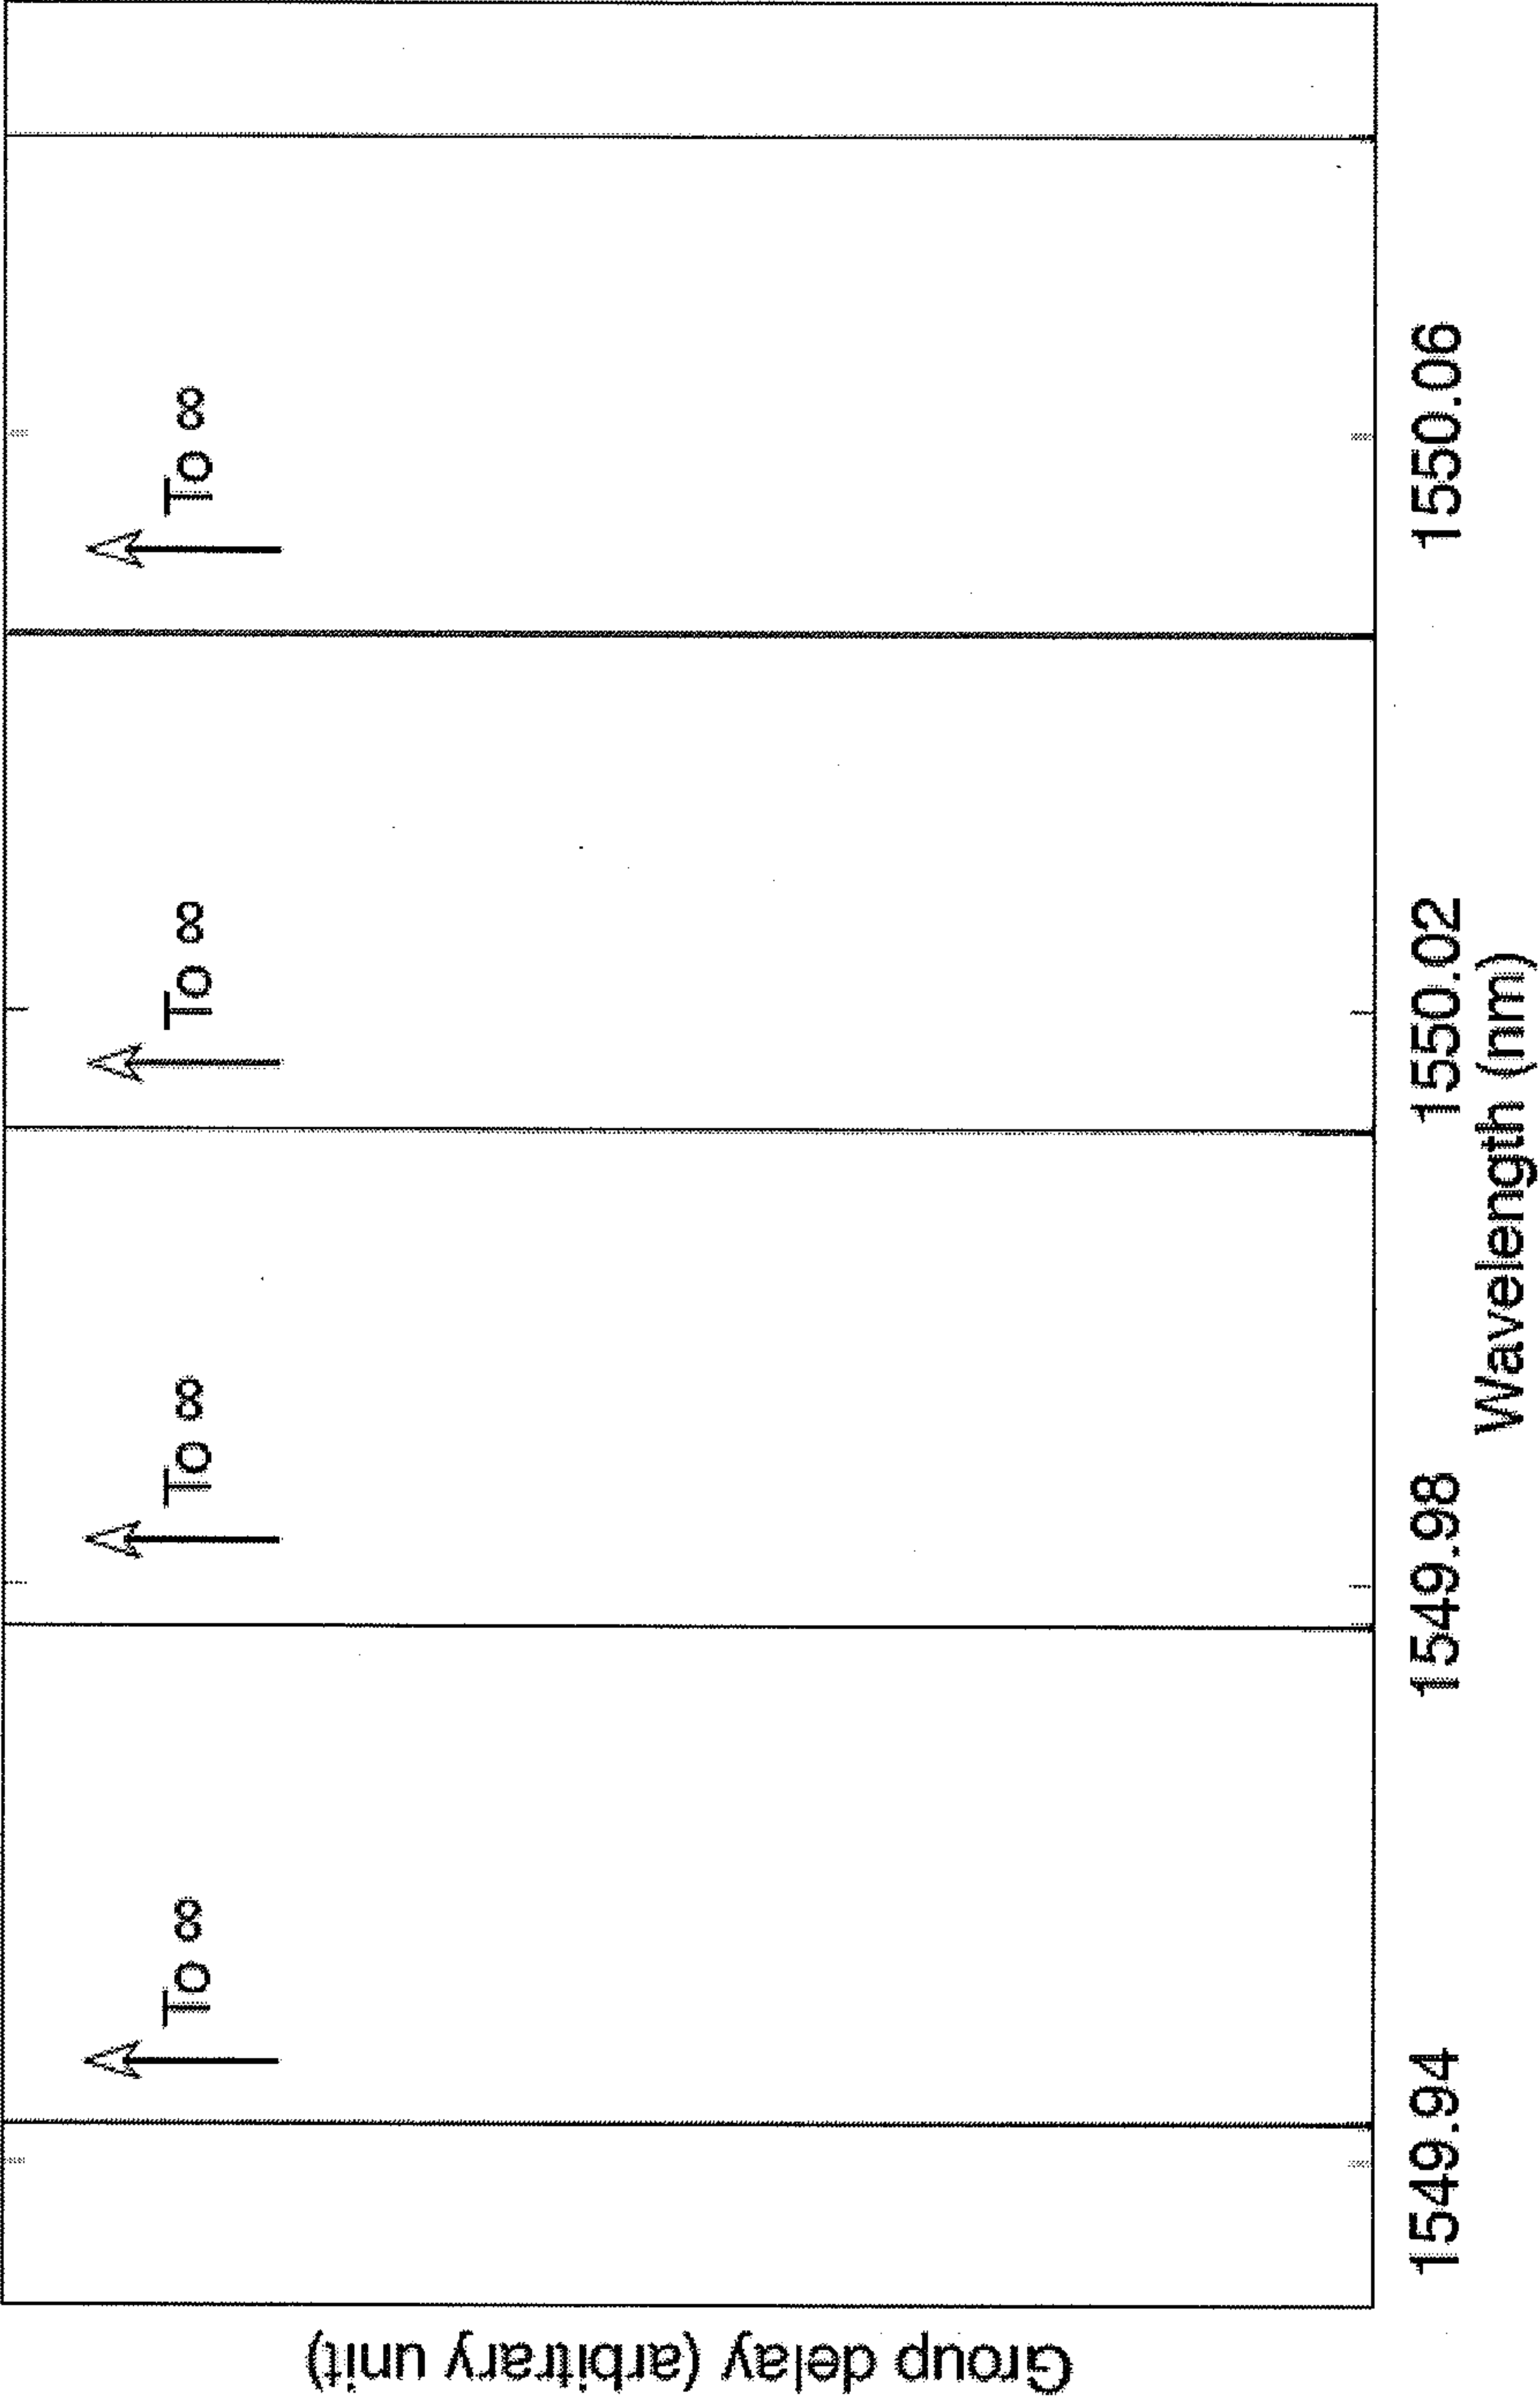 Group delay (arbitrary unit)
To ∞
To ∞
To ∞
To ∞
1549.94
1549.98
1550.02
1550.06
Wavelength (nm)